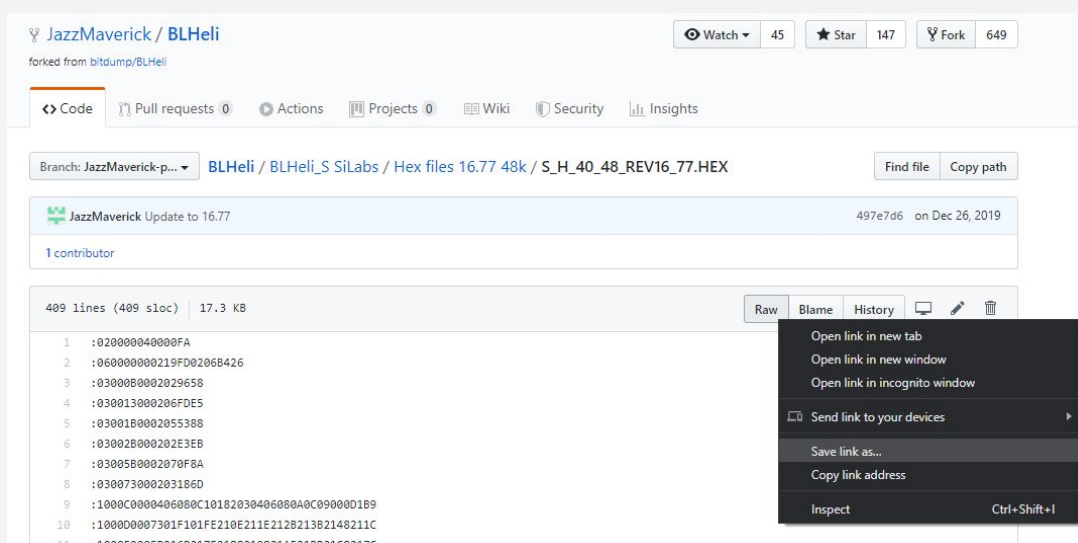 JazzMaverick / BLHeli
Watch 45 Star 147 Fork 649
forked from bitdump/BLHeli
Code Pull requests 0 Actions Projects 0 Wiki Security Insights
Branch: JazzMaverick-p... BLHeli / BLHeli_S SiLabs / Hex files 16.77 48k / S_H_40_48_REV16_77.HEX Find file Copy path
JazzMaverick Update to 16.77 497e7d6 on Dec 26, 2019
1 contributor
409 lines (409 sloc) 17.3 KB Raw Blame History
1 :020000040000FA
2 :060000000219FD0206B426
3 :03000B0002029658
4 :030013000206FDE5
5 :03001B0002055388
6 :03002B000202E3EB
7 :03005B0002070F8A
8 :030073000203186D
9 :1000C0000406080C10182030406080A0C09000D1B9
10 :1000D0007301F101FE210E211E212B213B2148211C
Open link in new tab
Open link in new window
Open link in incognito window
Send link to your devices
Save link as...
Copy link address
Inspect Ctrl+Shift+I